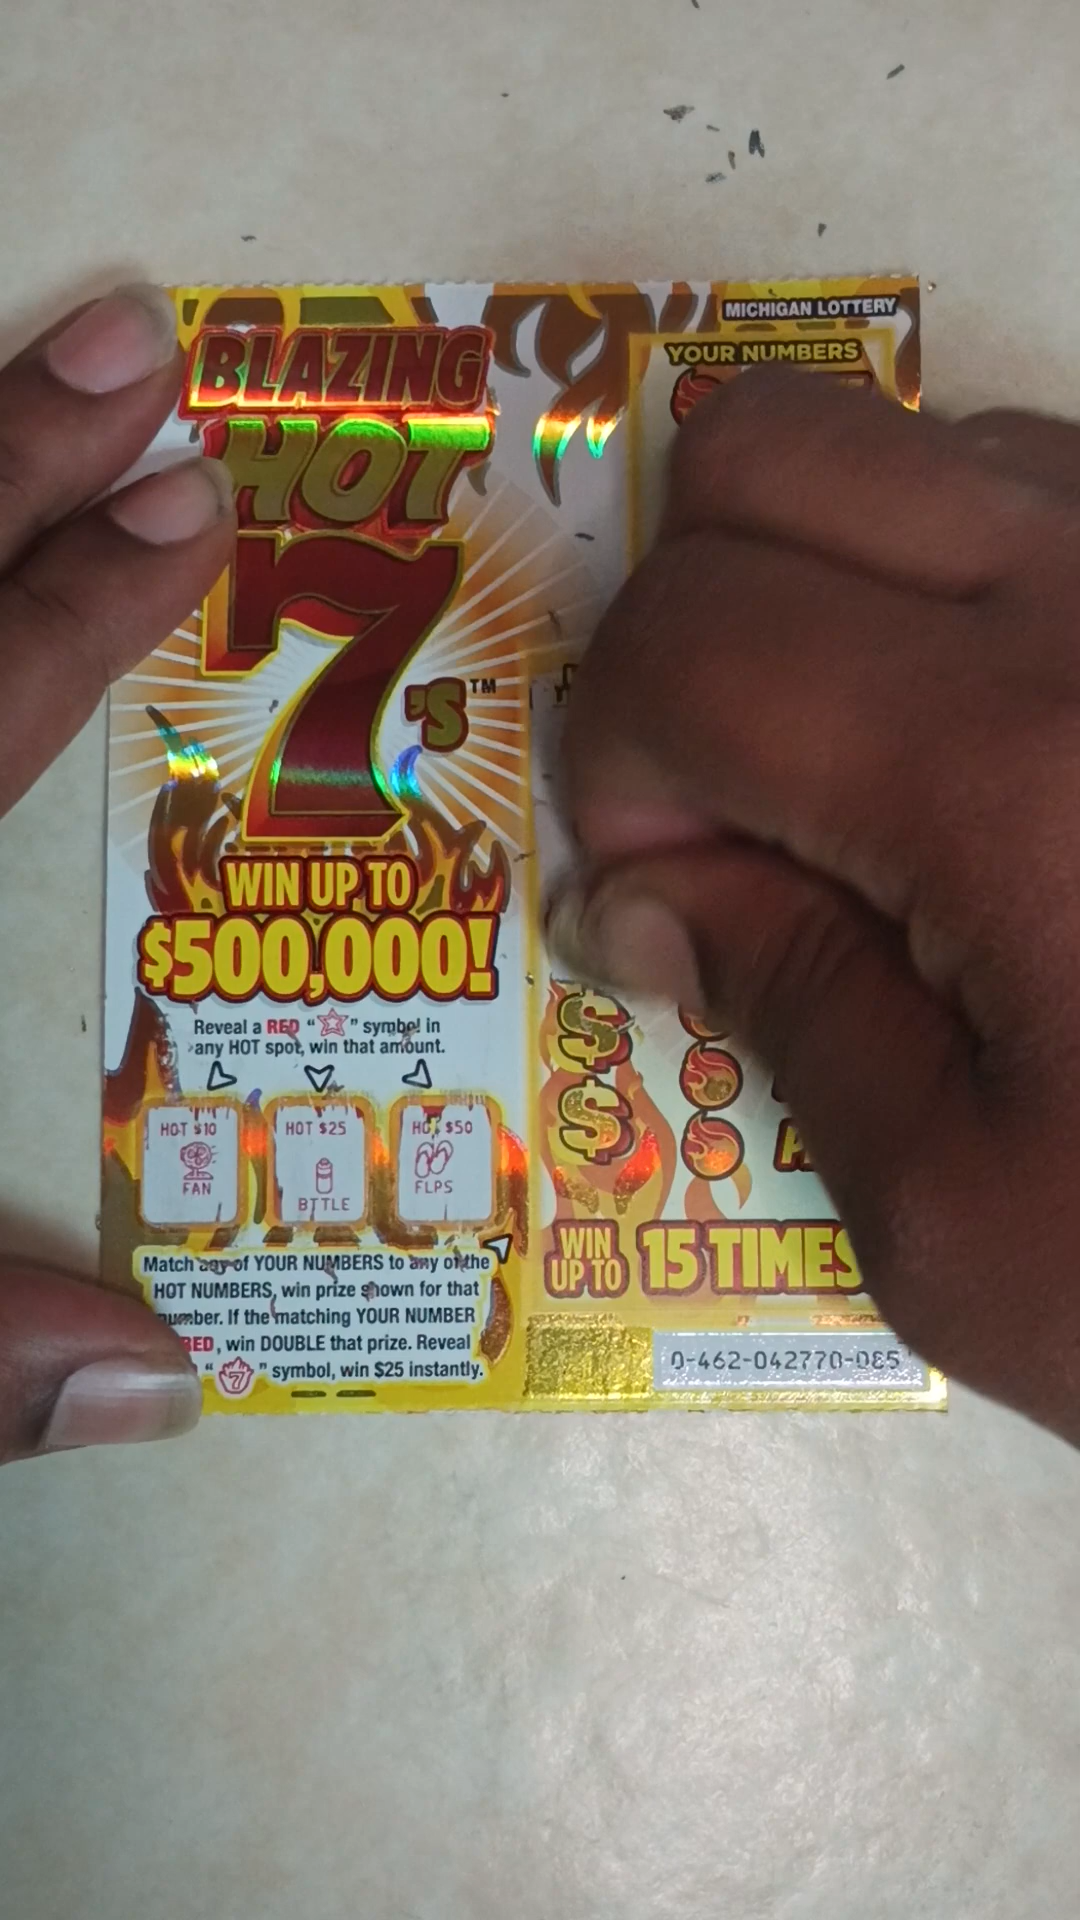 MICHIGAN LOTTERY
BLAZING
HOT
7'S™
YOUR NUMBERS
WIN UP TO
$500,000!
Reveal a RED “ ” symbol in
any HOT spot, win that amount.
HOT $10
FAN
HOT $25
BTTLE
HOT $50
FLPS
Match any of YOUR NUMBERS to any of the
HOT NUMBERS, win prize shown for that
number. If the matching YOUR NUMBER
RED, win DOUBLE that prize. Reveal
“ 7 ” symbol, win $25 instantly.
$
$
WIN
UP TO
15 TIMES
0-462-042770-085